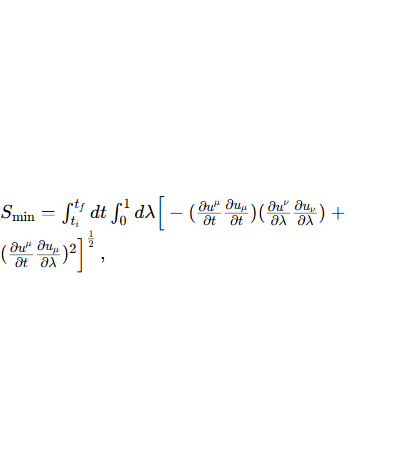 $S_{\min} = \int_{t_i}^{t_f} dt \int_0^1 d\lambda \Big[ - (\frac{\partial u^\mu}{\partial t} \frac{\partial u_\mu}{\partial t})(\frac{\partial u^\nu}{\partial \lambda} \frac{\partial u_\nu}{\partial \lambda}) +$
$(\frac{\partial u^\mu}{\partial t} \frac{\partial u_\mu}{\partial \lambda})^2 \Big]^{\frac{1}{2}} ,$